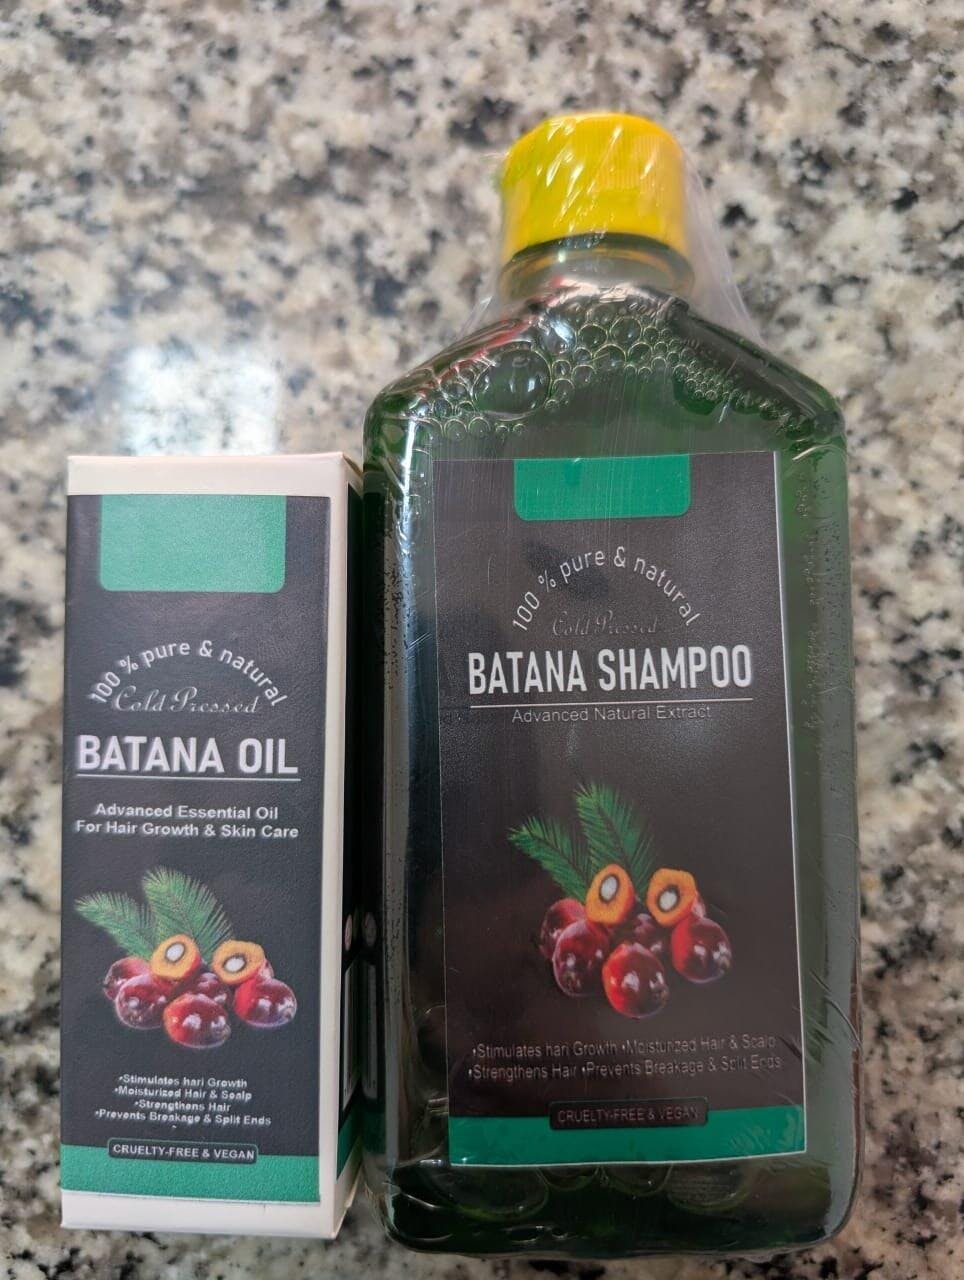 100 % pure & natural
Cold Pressed
BATANA OIL
Advanced Essential Oil
For Hair Growth & Skin Care
•Stimulates hari Growth
•Moisturized Hair & Scalp
•Strengthens Hair
•Prevents Breakage & Split Ends
CRUELTY-FREE & VEGAN
100 % pure & natural
Cold Pressed
BATANA SHAMPOO
Advanced Natural Extract
•Stimulates hari Growth •Moisturized Hair & Scalp
•Strengthens Hair •Prevents Breakage & Split Ends
CRUELTY-FREE & VEGAN